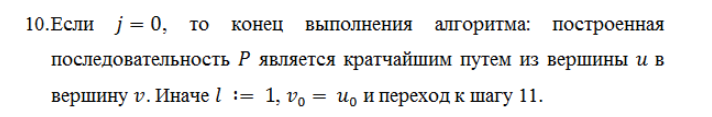 10.Если j = 0, то конец выполнения алгоритма: построенная
последовательность P является кратчайшим путем из вершины u в
вершину v. Иначе l := 1, v₀ = u₀ и переход к шагу 11.